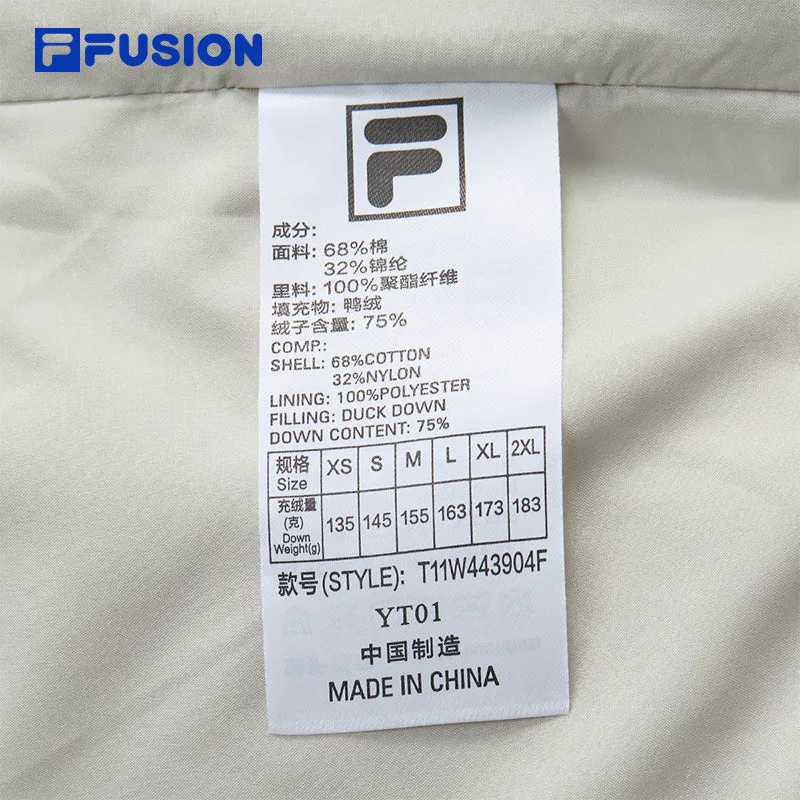 FUSION
成分:
面料: 68%棉
32%锦纶
里料: 100%聚酯纤维
填充物: 鸭绒
绒子含量: 75%
COMP.:
SHELL: 68%COTTON
32%NYLON
LINING: 100%POLYESTER
FILLING: DUCK DOWN
DOWN CONTENT: 75%
规格 Size XS S M L XL 2XL
充绒量(克) Down Weight(g) 135 145 155 163 173 183
款号(STYLE): T11W443904F
YT01
中国制造
MADE IN CHINA